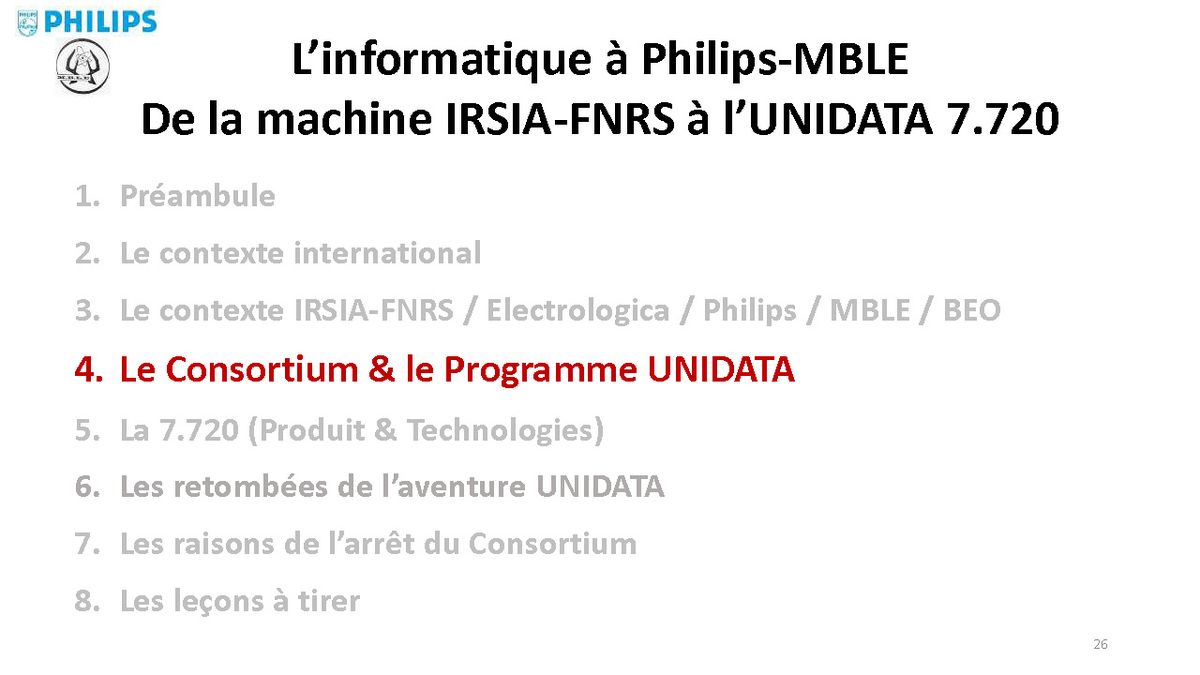 PHILIPS
M.B.L.E
L’informatique à Philips-MBLE
De la machine IRSIA-FNRS à l’UNIDATA 7.720
1. Préambule
2. Le contexte international
3. Le contexte IRSIA-FNRS / Electrologica / Philips / MBLE / BEO
4. Le Consortium & le Programme UNIDATA
5. La 7.720 (Produit & Technologies)
6. Les retombées de l’aventure UNIDATA
7. Les raisons de l’arrêt du Consortium
8. Les leçons à tirer
26